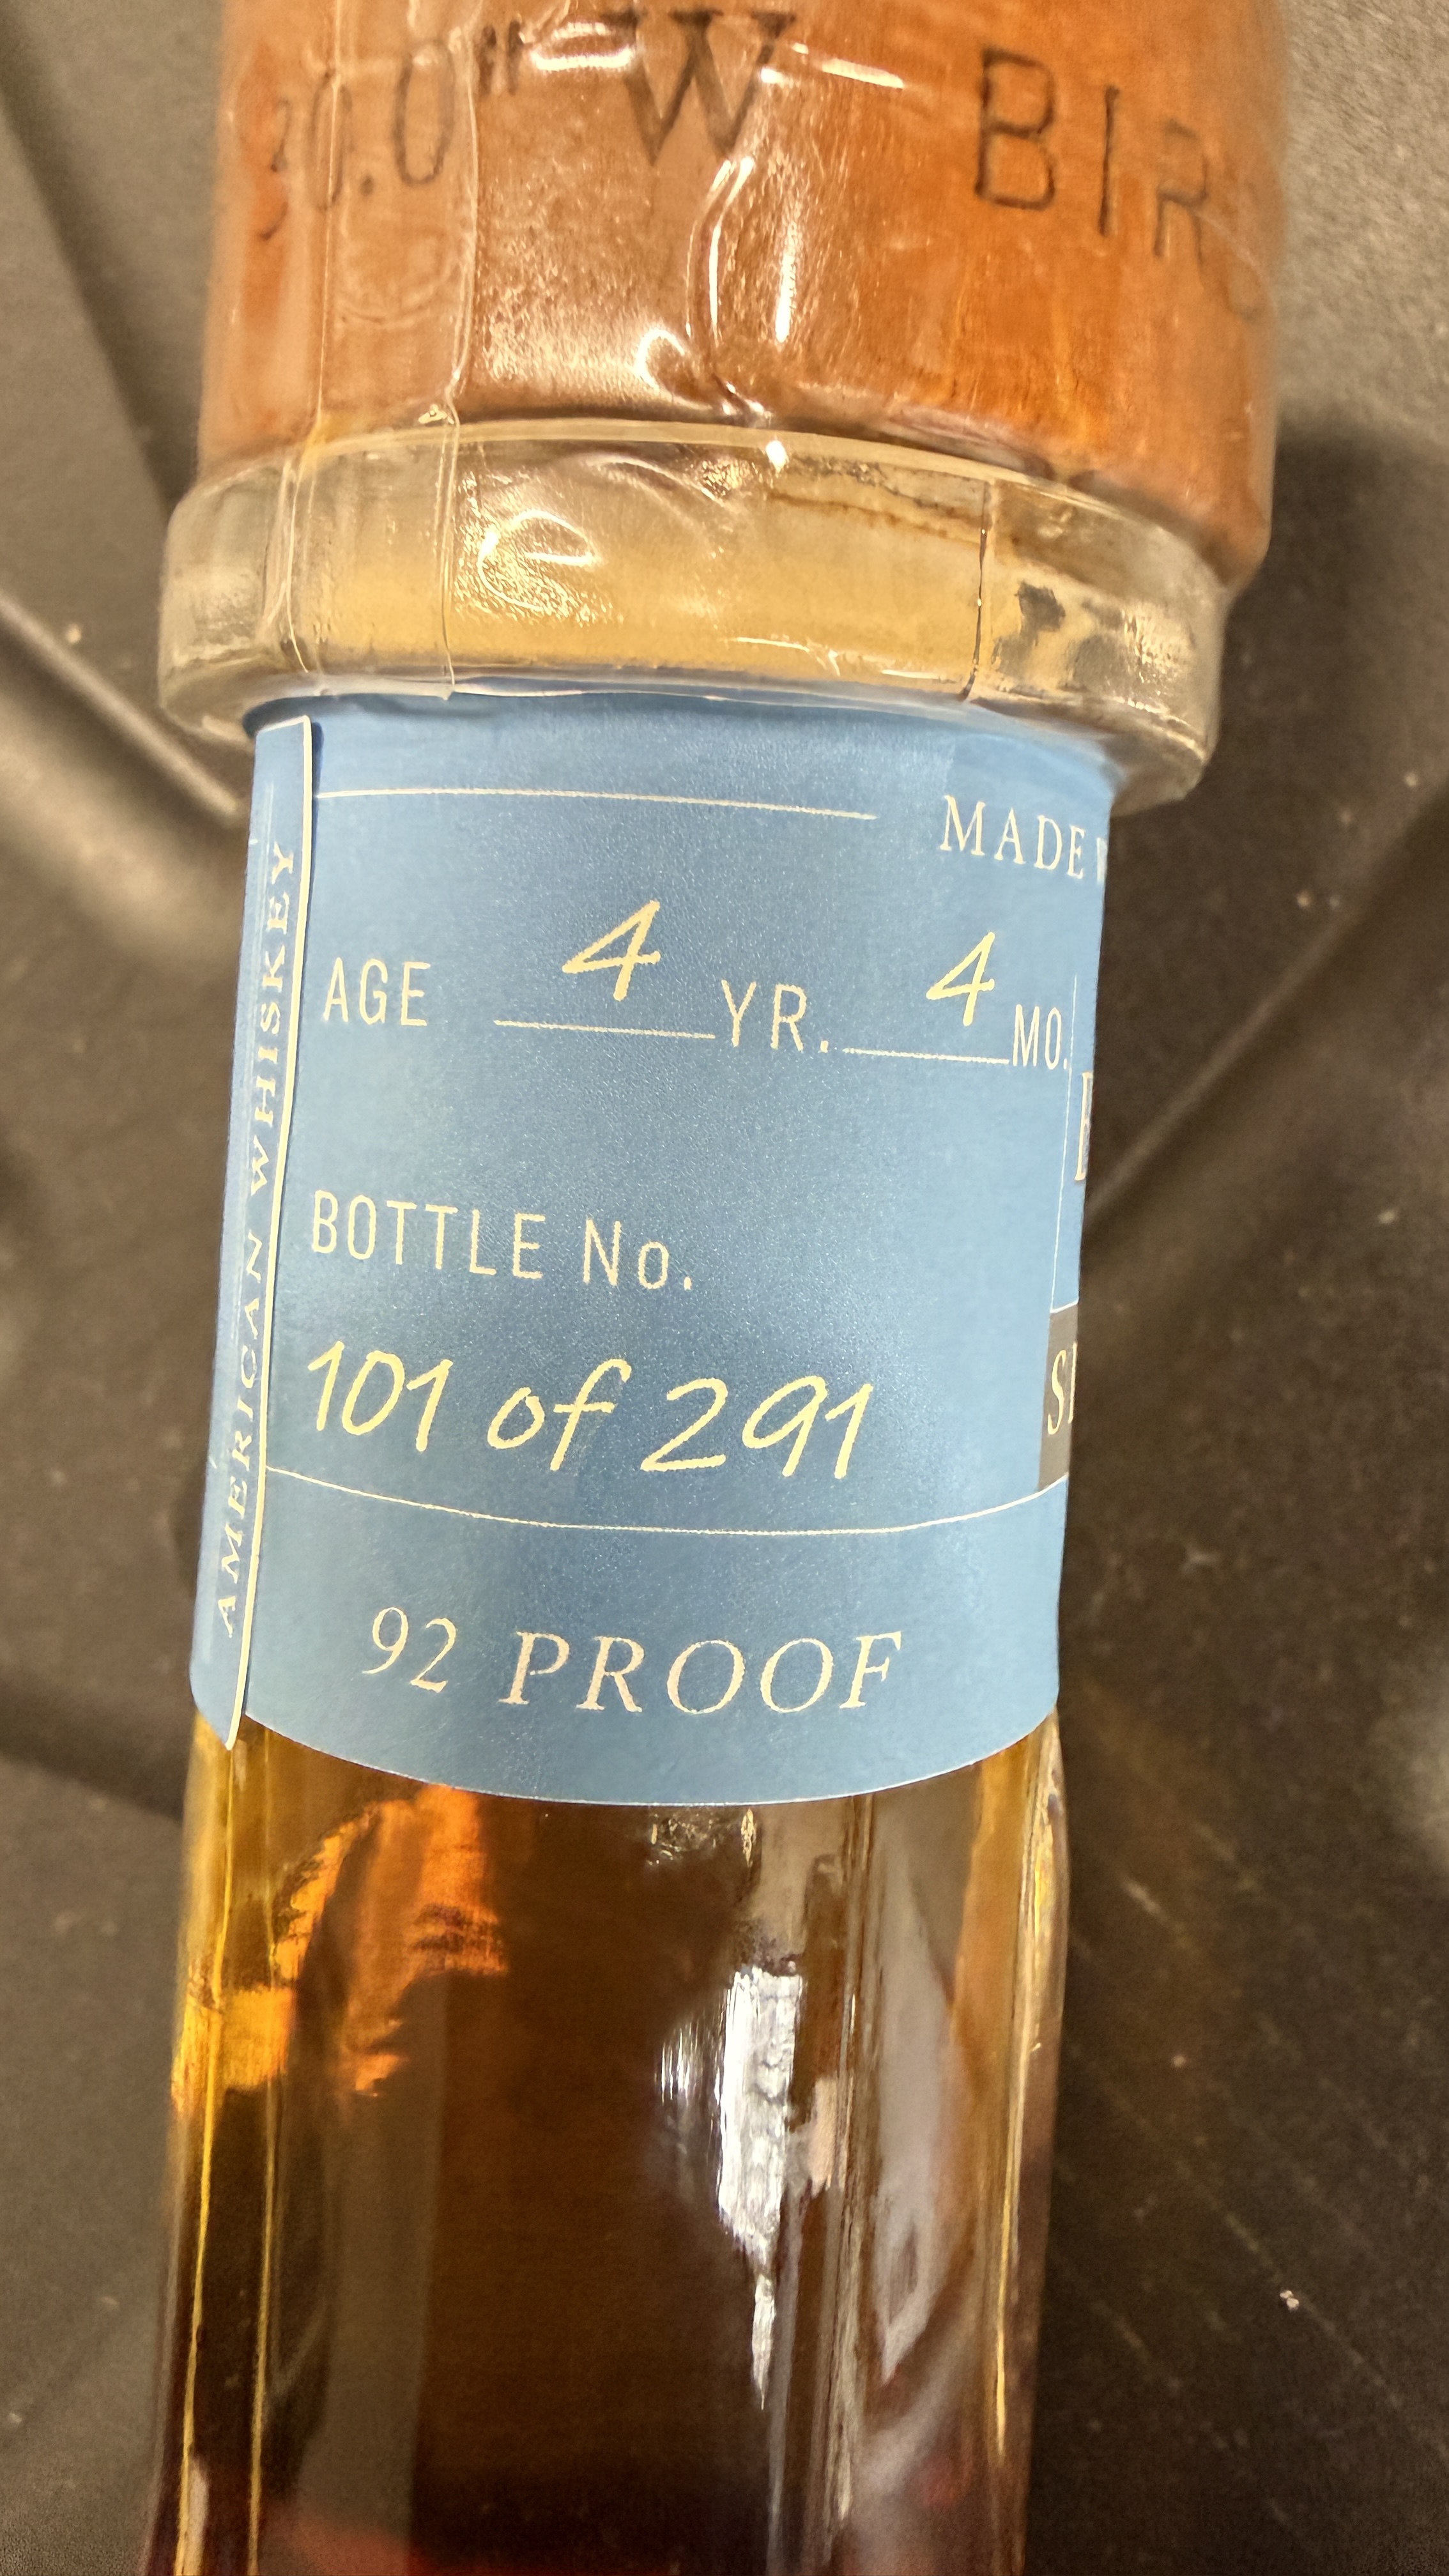 W BIR
MADE
AGE 4 YR. 4 MO.
BOTTLE No.
101 of 291
92 PROOF
AMERICAN WHISKEY